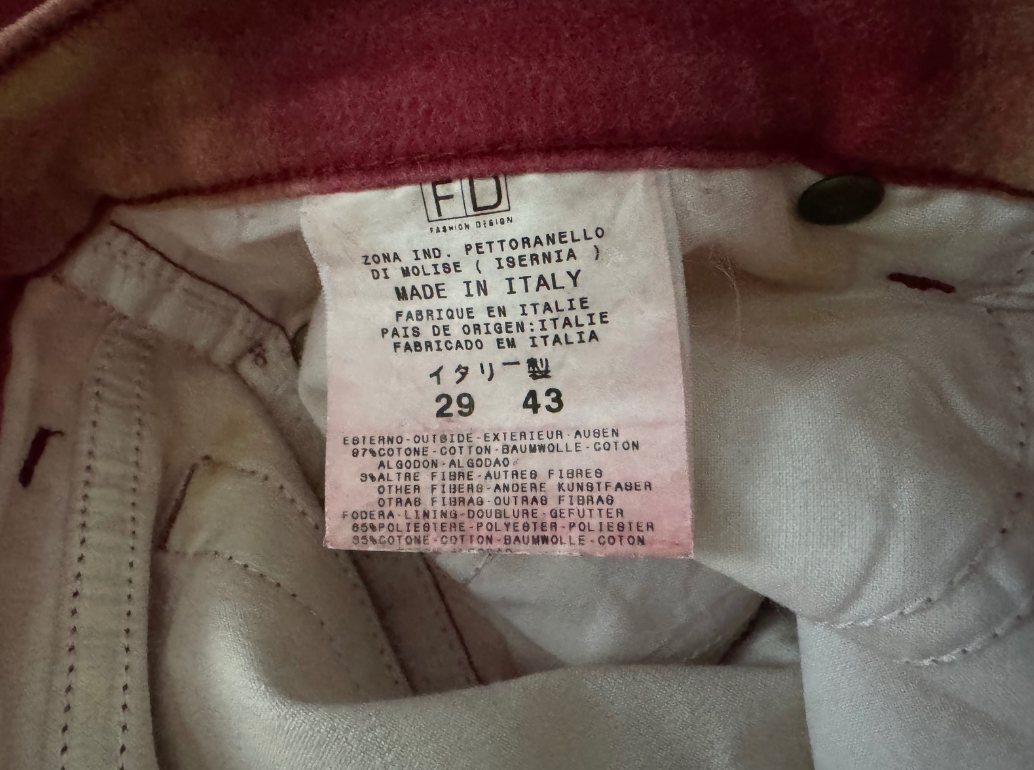 FD
FASHION DESIGN
ZONA IND. PETTORANELLO
DI MOLISE ( ISERNIA )
MADE IN ITALY
FABRIQUE EN ITALIE
PAIS DE ORIGEN:ITALIE
FABRICADO EM ITALIA
イタリー製
29 43
ESTERNO-OUTSIDE-EXTERIEUR-AUSEN
97%COTONE-COTTON-BAUMWOLLE-COTON
ALGODON-ALGODAO
3%ALTRE FIBRE-AUTRES FIBRES
OTHER FIBERS-ANDERE KUNSTFASER
OTRAS FIBRAS-OUTRAS FIBRAS
FODERA-LINING-DOUBLURE-GEFUTTER
65%POLIESTERE-POLYESTER-POLIESTER
35%COTONE-COTTON-BAUMWOLLE-COTON